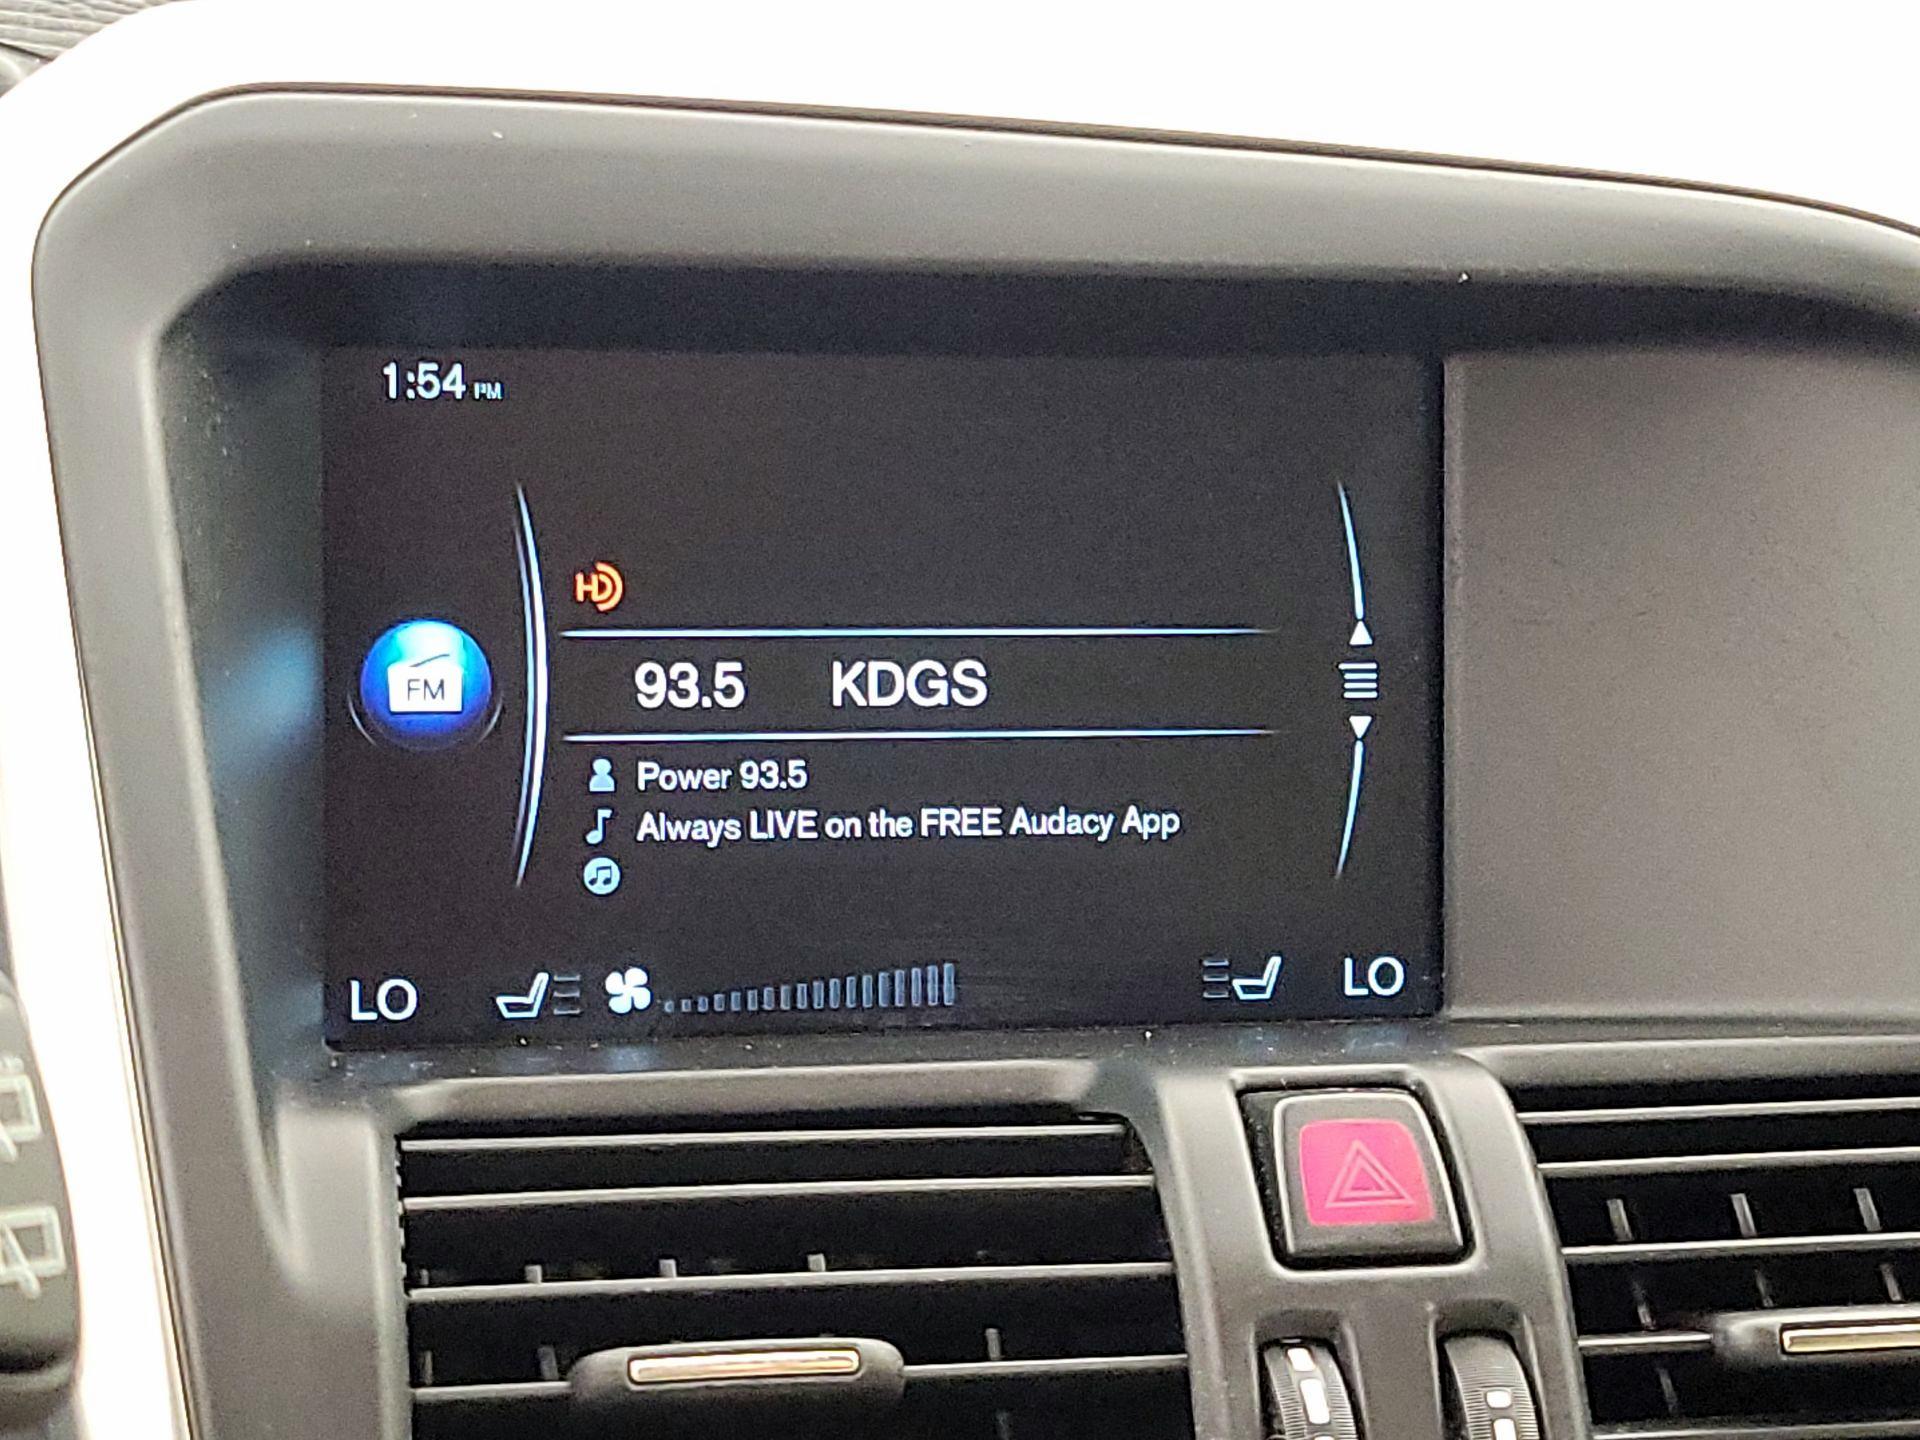 1:54 PM
HD
FM
93.5 KDGS
Power 93.5
Always LIVE on the FREE Audacy App
LO LO